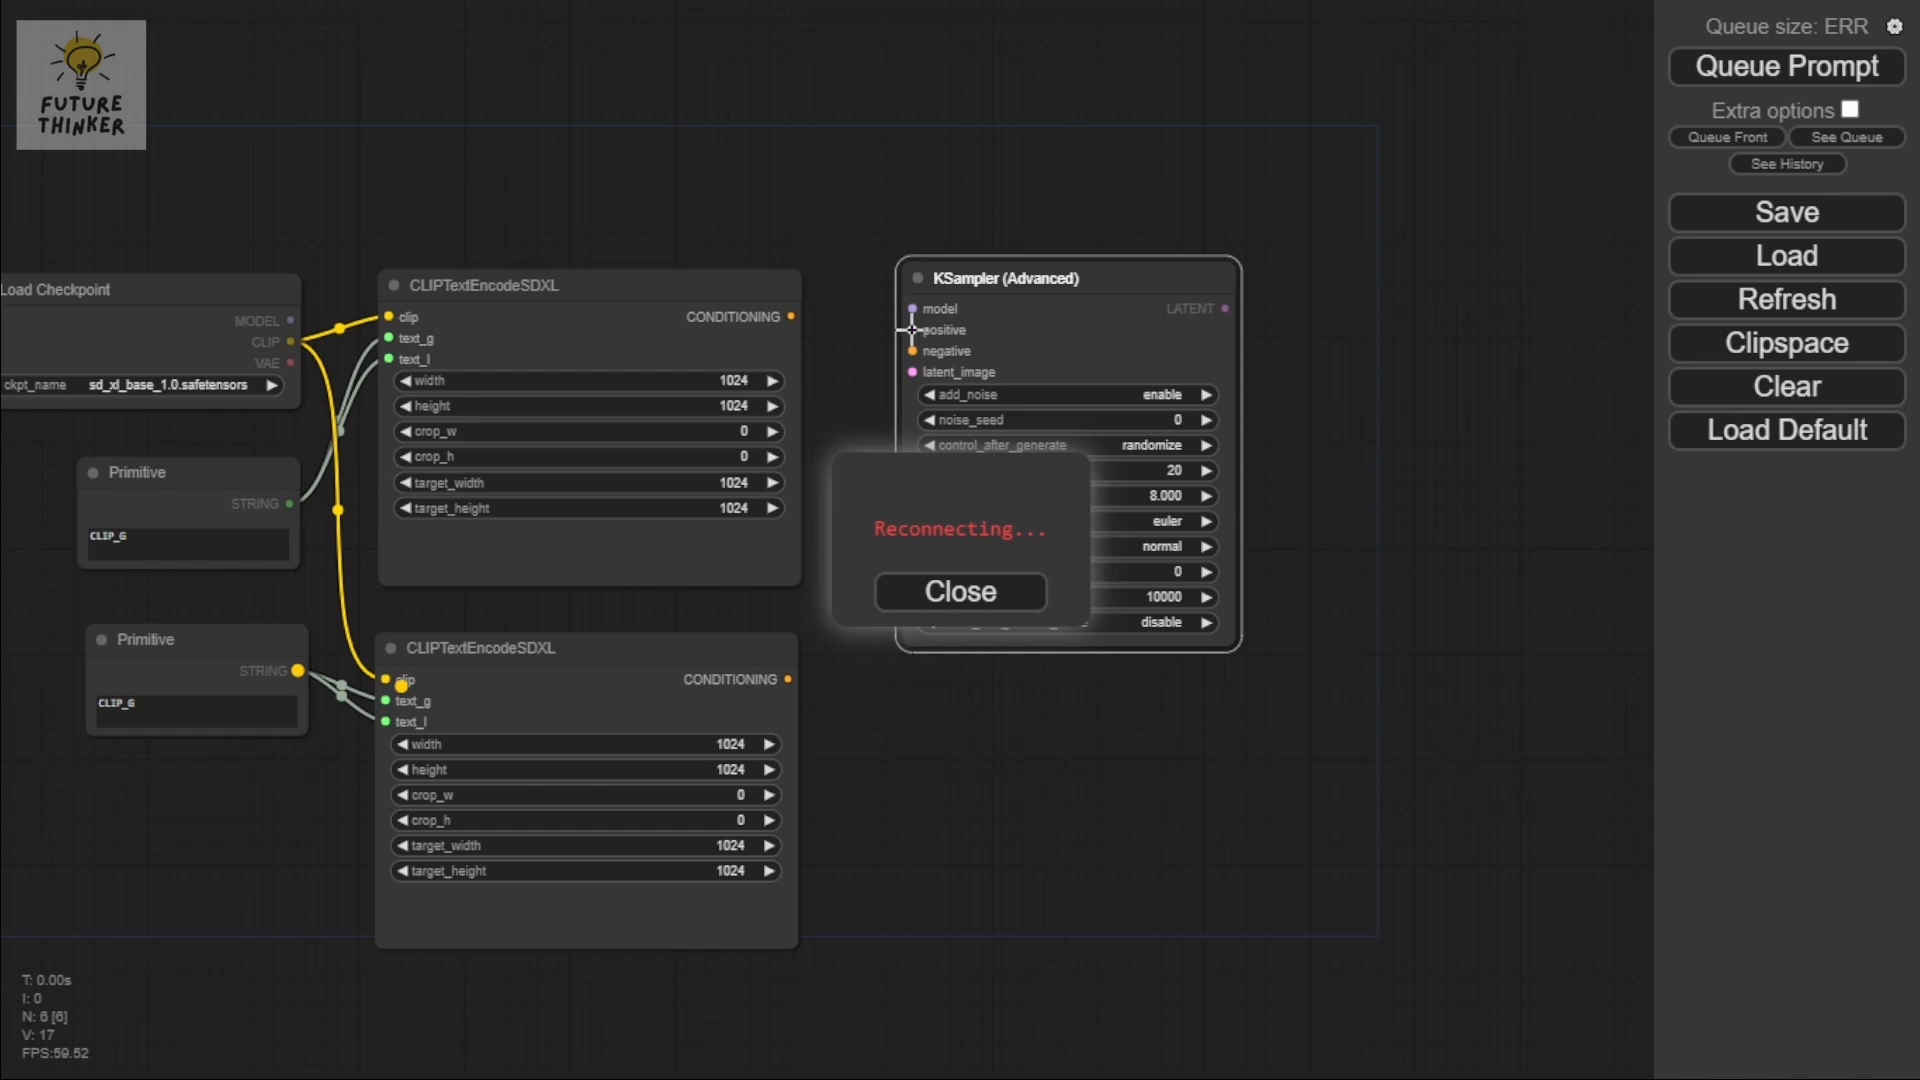 FUTURE
THINKER
Queue size: ERR
Queue Prompt
Extra options
Queue Front
See Queue
See History
Save
Load
Refresh
Clipspace
Clear
Load Default
Load Checkpoint
MODEL
CLIP
VAE
ckpt_name sd_xl_base_1.0.safetensors
Primitive
STRING
CLIP_G
Primitive
STRING
CLIP_G
CLIPTextEncodeSDXL
clip CONDITIONING
text_g
text_l
width 1024
height 1024
crop_w 0
crop_h 0
target_width 1024
target_height 1024
CLIPTextEncodeSDXL
clip CONDITIONING
text_g
text_l
width 1024
height 1024
crop_w 0
crop_h 0
target_width 1024
target_height 1024
KSampler (Advanced)
model LATENT
positive
negative
latent_image
add_noise enable
noise_seed 0
control_after_generate randomize
20
8.000
euler
normal
0
10000
disable
Reconnecting...
Close
T: 0.00s
I: 0
N: 6 [6]
V: 17
FPS:59.52